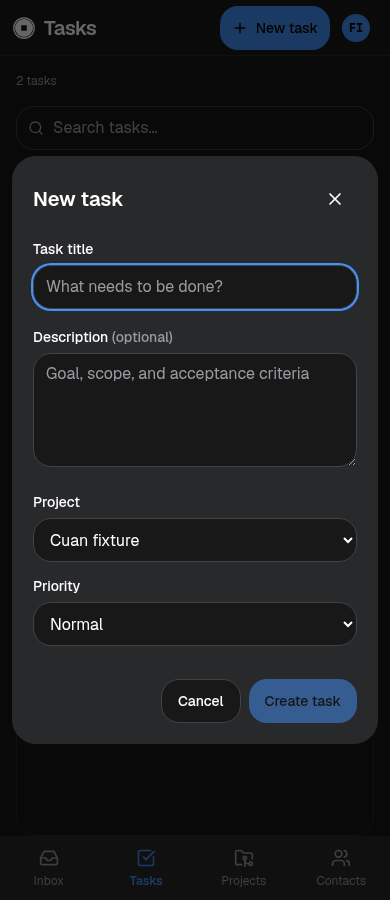 Tasks
New task
FI
2 tasks
Search tasks...
New task
Task title
What needs to be done?
Description (optional)
Goal, scope, and acceptance criteria
Project
Cuan fixture
Priority
Normal
Cancel
Create task
Inbox
Tasks
Projects
Contacts